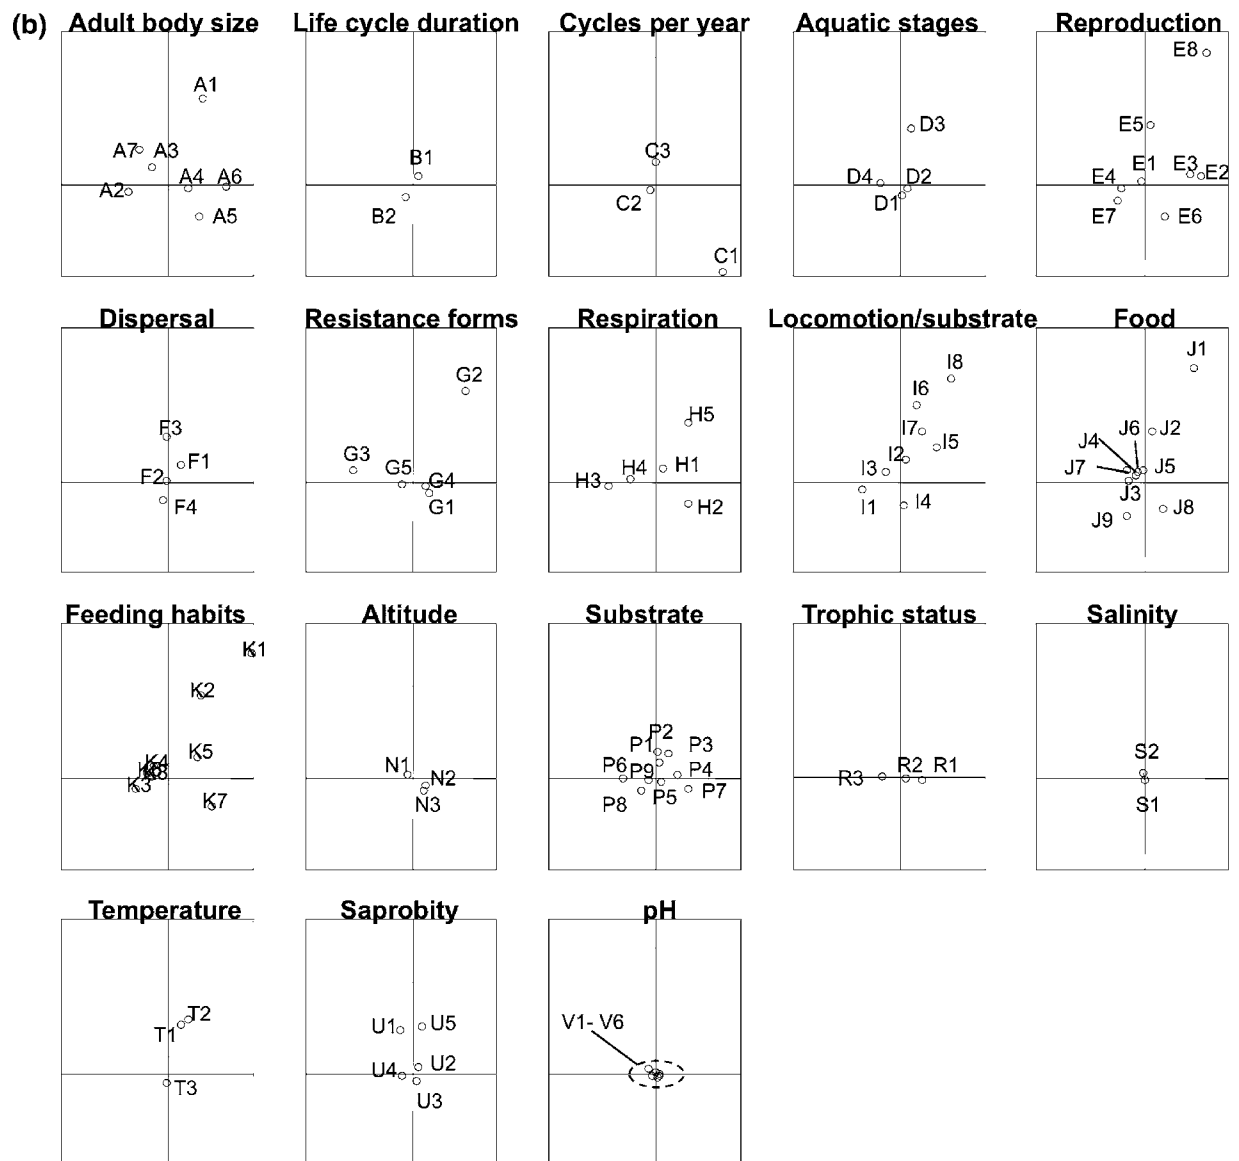 (b) Adult body size Life cycle duration Cycles per year Aquatic stages Reproduction
A1
A7 A3
A2 A4 A6
A5
B1
B2
C3
C2
C1
D3
D4 D2
D1
E8
E5
E1 E3 E2
E4
E7 E6
Dispersal Resistance forms Respiration Locomotion/substrate Food
F3
F1
F2
F4
G2
G3 G5 G4
G1
H5
H4 H1
H3
H2
I8
I6
I7 I5
I2
I3
I1 I4
J1
J6 J2
J4
J7 J5
J3
J9 J8
Feeding habits Altitude Substrate Trophic status Salinity
K1
K2
K5
K4
K8
K3
K7
N1 N2
N3
P2
P1 P3
P6 P9 P4
P8 P5 P7
R3 R2 R1
S2
S1
Temperature Saprobity pH
T2
T1
T3
U1 U5
U4 U2
U3
V1- V6